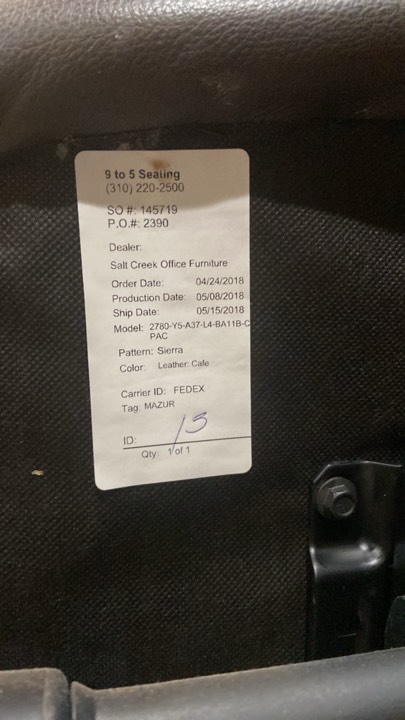 9 to 5 Seating
(310) 220-2500
SO #: 145719
P.O.#: 2390
Dealer:
Salt Creek Office Furniture
Order Date: 04/24/2018
Production Date: 05/08/2018
Ship Date: 05/15/2018
Model: 2780-Y5-A37-L4-BA11B-C
PAC
Pattern: Sierra
Color: Leather: Cafe
Carrier ID: FEDEX
Tag: MAZUR
ID: 15
Qty: 1 of 1